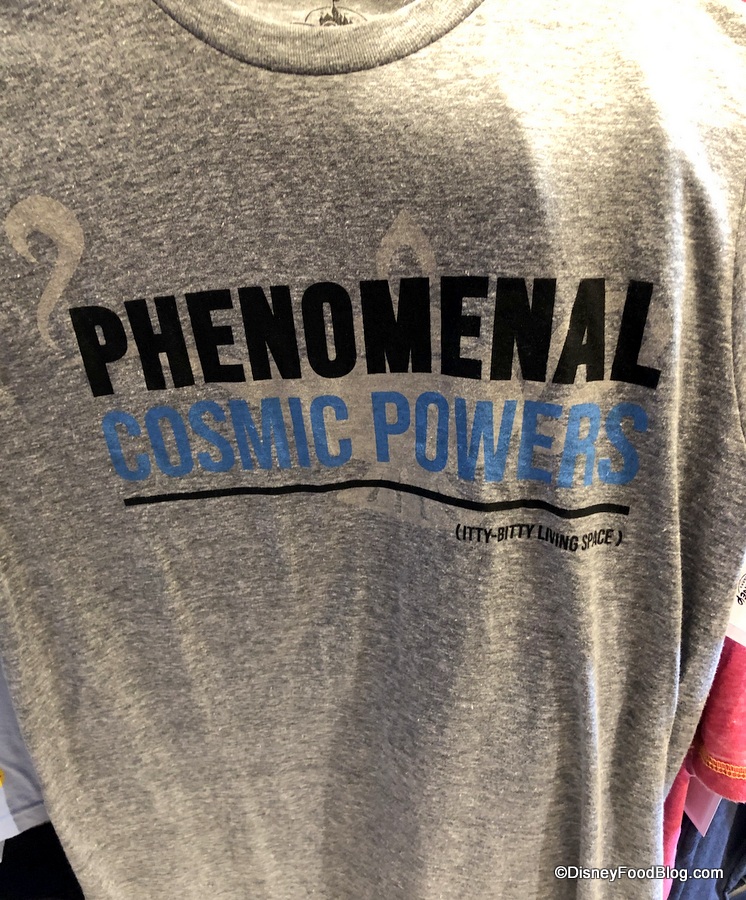 PHENOMENAL
COSMIC POWERS
(ITTY-BITTY LIVING SPACE)
©DisneyFoodBlog.com